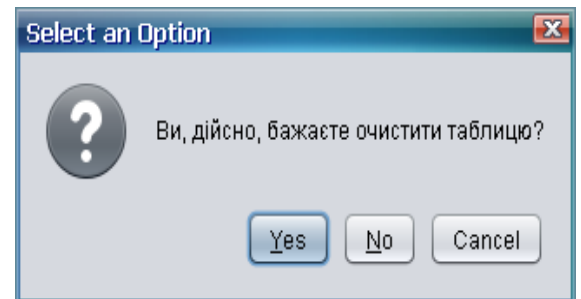 Select an Option
Ви, дійсно, бажаєте очистити таблицю?
Yes No Cancel